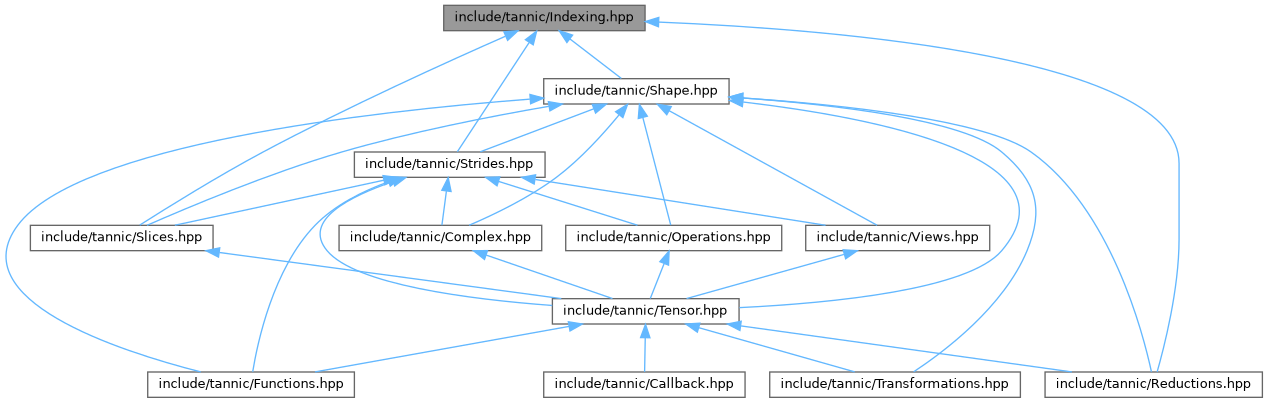 include/tannic/Indexing.hpp
include/tannic/Shape.hpp
include/tannic/Strides.hpp
include/tannic/Slices.hpp
include/tannic/Complex.hpp
include/tannic/Operations.hpp
include/tannic/Views.hpp
include/tannic/Tensor.hpp
include/tannic/Functions.hpp
include/tannic/Callback.hpp
include/tannic/Transformations.hpp
include/tannic/Reductions.hpp